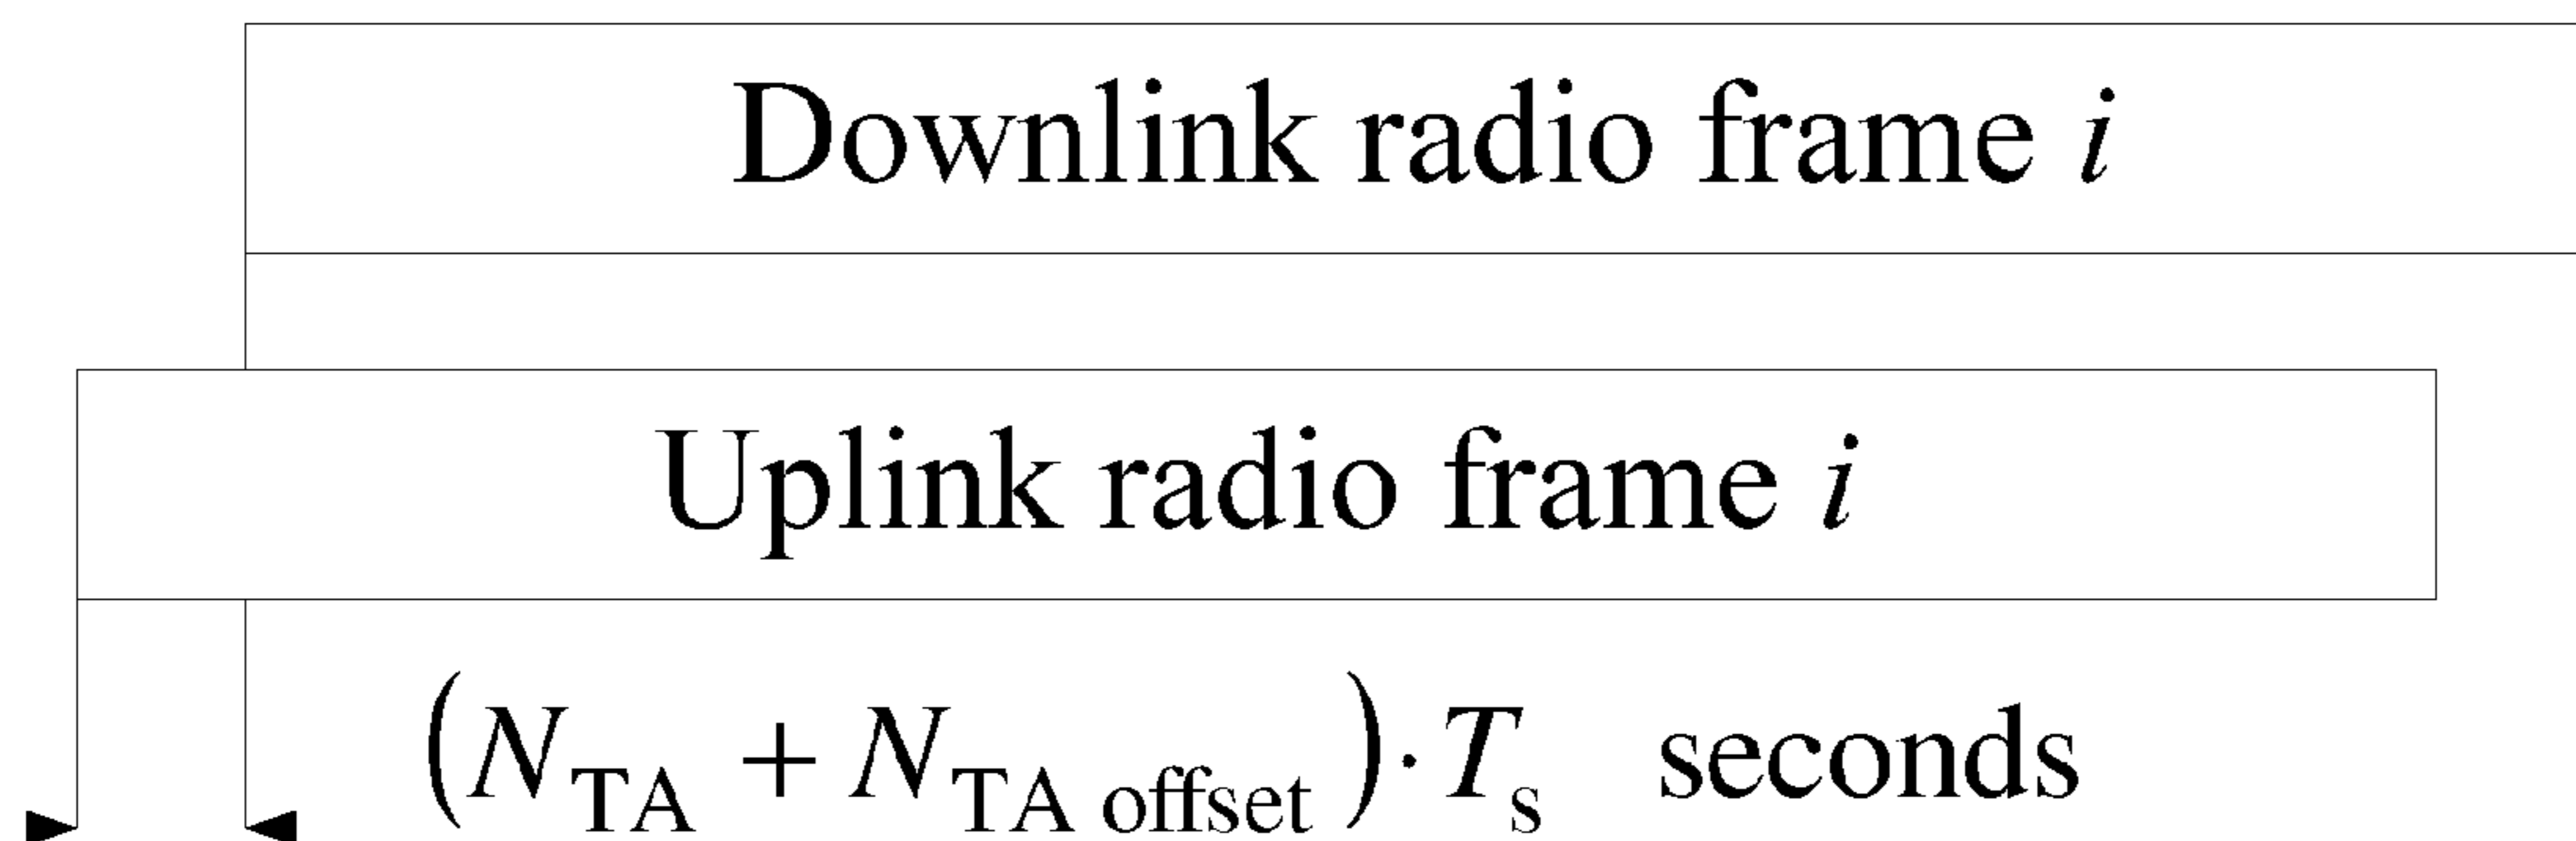 Downlink radio frame i
Uplink radio frame i
(N_TA + N_TA offset) · T_s seconds